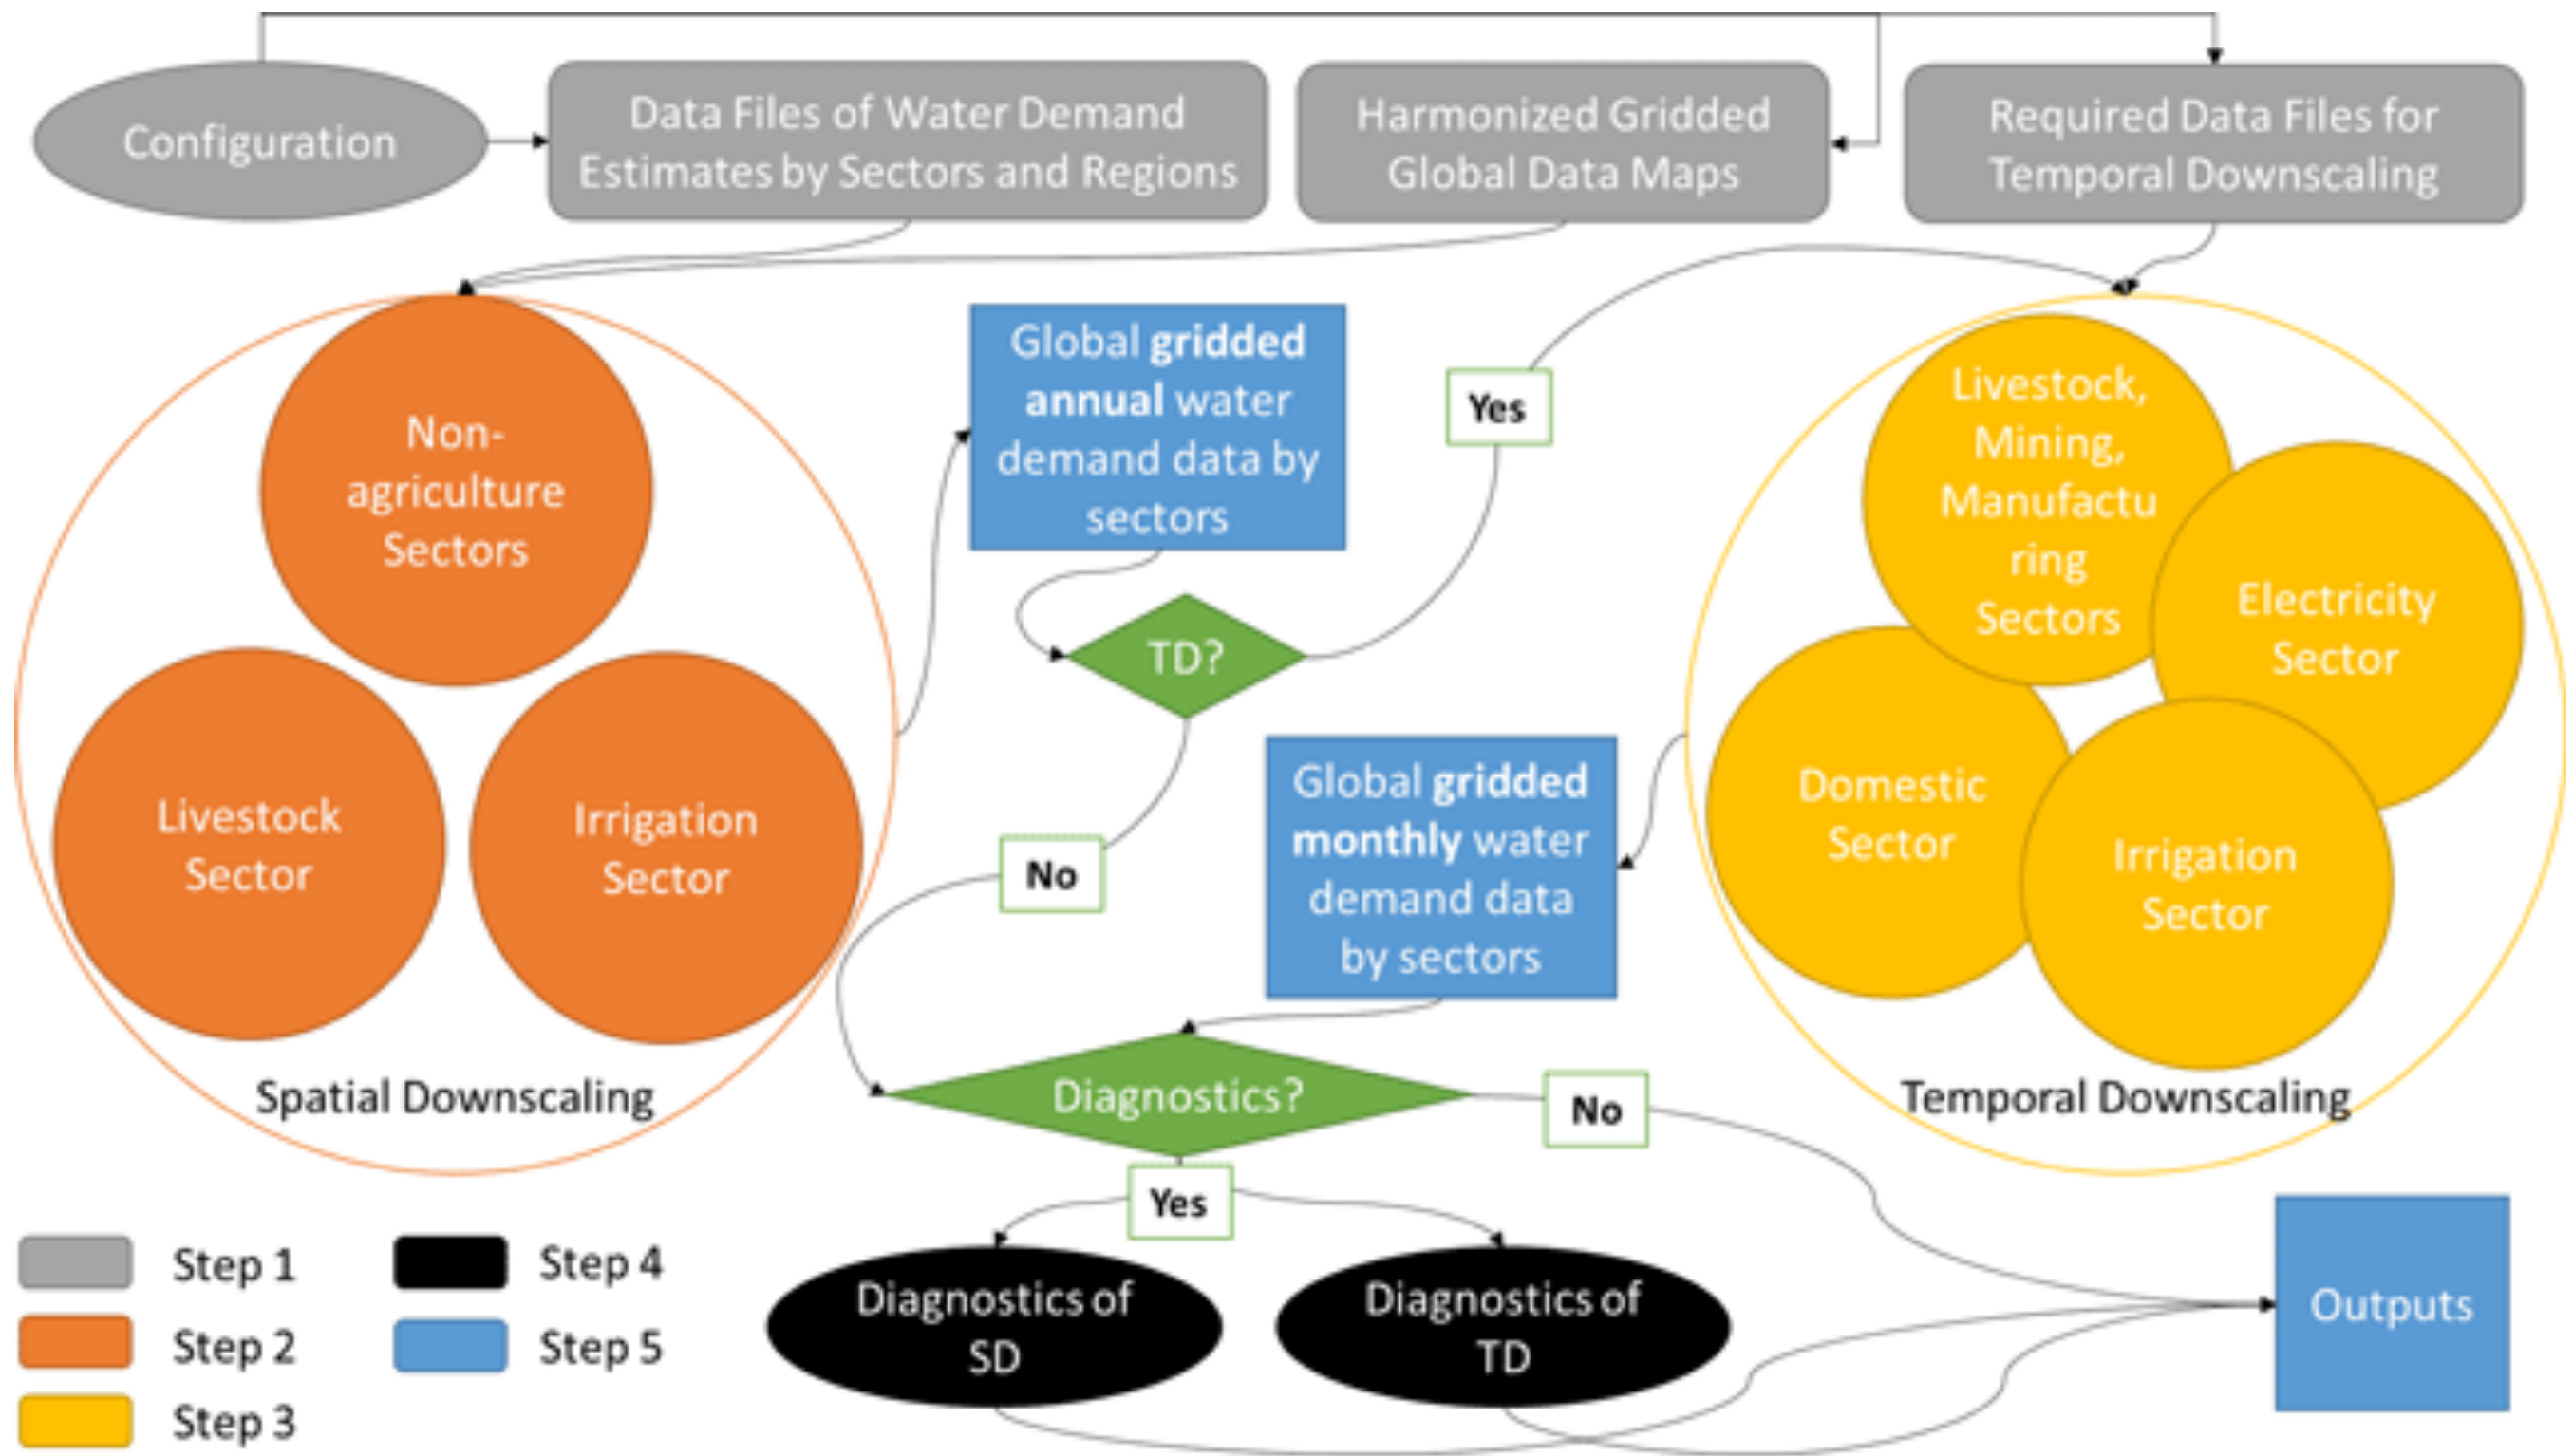 Configuration
Data Files of Water Demand
Estimates by Sectors and Regions
Harmonized Gridded
Global Data Maps
Required Data Files for
Temporal Downscaling
Non-
agriculture
Sectors
Livestock
Sector
Irrigation
Sector
Spatial Downscaling
Global gridded
annual water
demand data by
sectors
TD?
Yes
No
Global gridded
monthly water
demand data
by sectors
Livestock,
Mining,
Manufactu
ring
Sectors
Electricity
Sector
Domestic
Sector
Irrigation
Sector
Temporal Downscaling
Diagnostics?
No
Yes
Diagnostics of
SD
Diagnostics of
TD
Outputs
Step 1
Step 2
Step 3
Step 4
Step 5